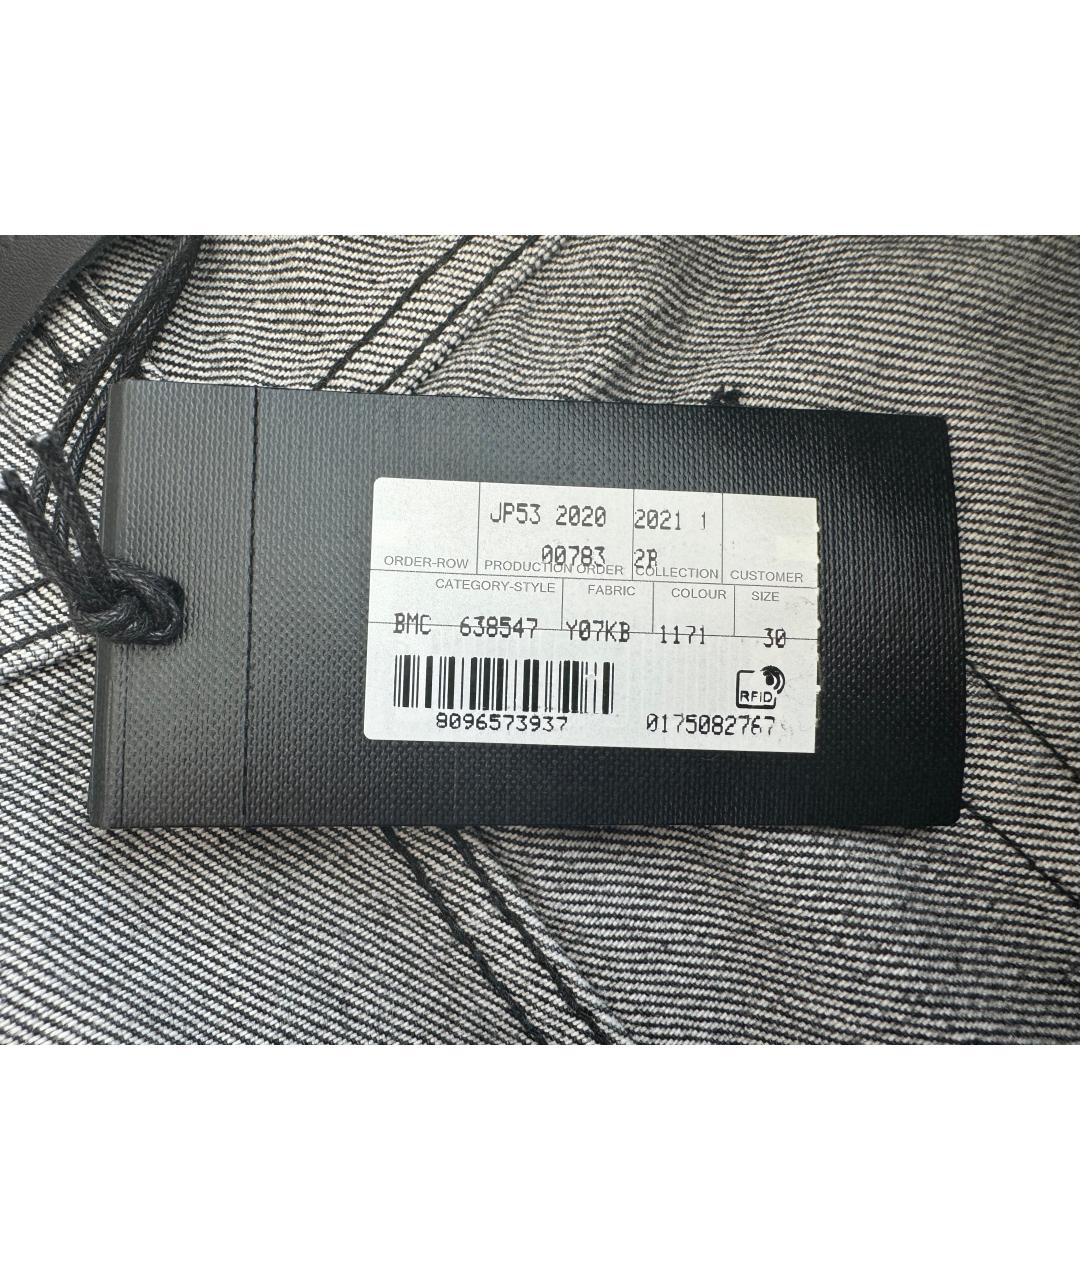 JP53 2020 2021 1
00783 2R
ORDER-ROW PRODUCTION ORDER COLLECTION CUSTOMER
CATEGORY-STYLE FABRIC COLOUR SIZE
BMC 638547 Y07KB 1171 30
RFID
8096573937 0175082767